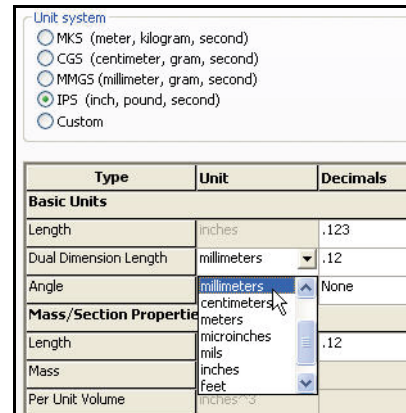 Unit system
MKS (meter, kilogram, second)
CGS (centimeter, gram, second)
MMGS (millimeter, gram, second)
IPS (inch, pound, second)
Custom
Type Unit Decimals
Basic Units
Length inches .123
Dual Dimension Length millimeters .12
Angle millimeters None
centimeters
Mass/Section Propertie meters
microinches
Length mils .12
Mass inches
feet
Per Unit Volume inches^3